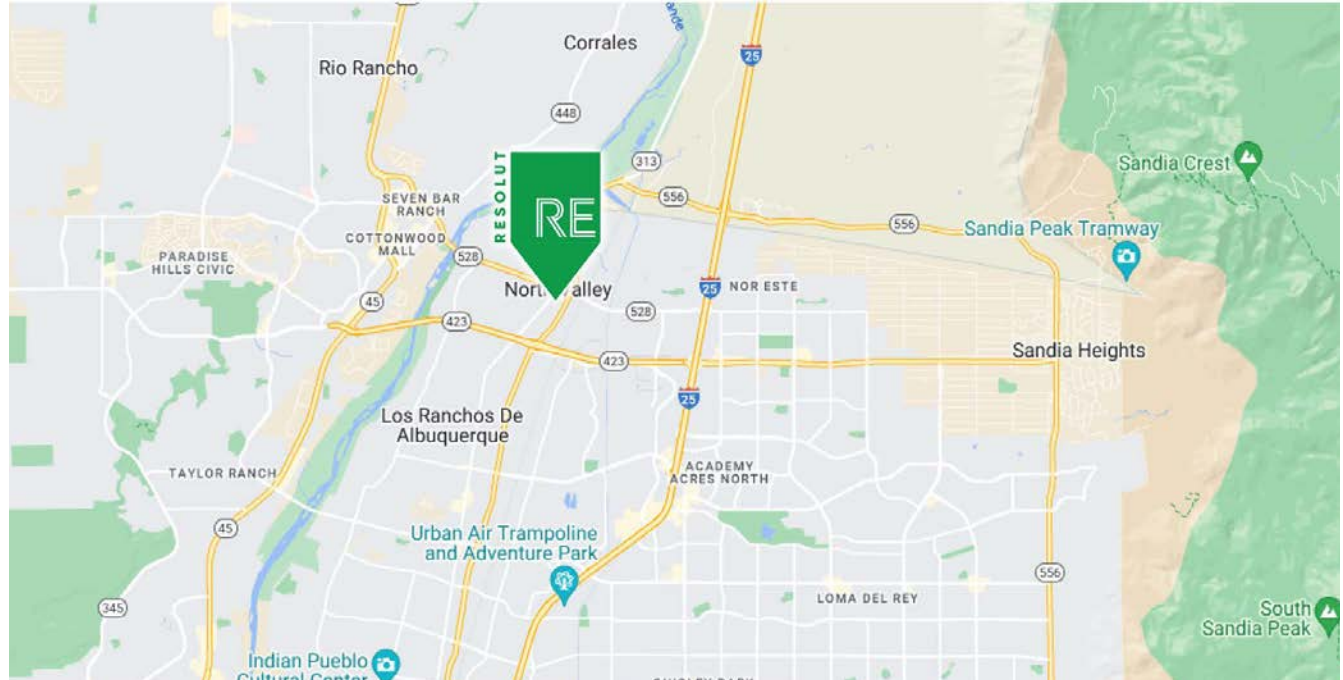 Corrales
Rio Rancho
25
448
RESOLUT
RE
313
Sandia Crest
SEVEN BAR
RANCH
556
556
Sandia Peak Tramway
COTTONWOOD
MALL
PARADISE
HILLS CIVIC
528
25
NOR ESTE
45
528
423
423
Sandia Heights
25
Los Ranchos De
Albuquerque
TAYLOR RANCH
ACADEMY
ACRES NORTH
45
Urban Air Trampoline
and Adventure Park
556
345
LOMA DEL REY
South
Sandia Peak
Indian Pueblo
Cultural Center